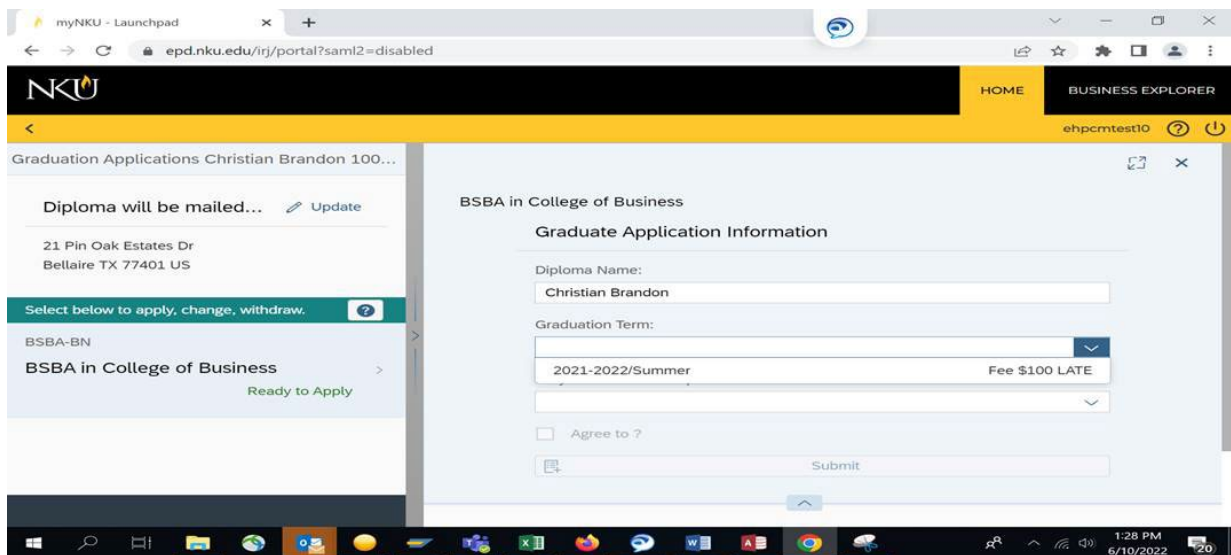 myNKU - Launchpad
epd.nku.edu/irj/portal?saml2=disabled
NKU
HOME
BUSINESS EXPLORER
ehpcmtest10
Graduation Applications Christian Brandon 100...
Diploma will be mailed...
Update
21 Pin Oak Estates Dr
Bellaire TX 77401 US
Select below to apply, change, withdraw.
BSBA-BN
BSBA in College of Business
Ready to Apply
BSBA in College of Business
Graduate Application Information
Diploma Name:
Christian Brandon
Graduation Term:
2021-2022/Summer Fee $100 LATE
Agree to ?
Submit
1:28 PM
6/10/2022
20